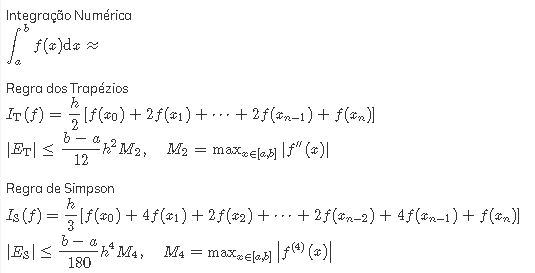 Integração Numérica
∫_a^b f(x)dx ≈
Regra dos Trapézios
I_T(f) = h/2 [f(x_0) + 2f(x_1) + ··· + 2f(x_{n−1}) + f(x_n)]
|E_T| ≤ (b − a)/12 h^2 M_2,   M_2 = max_{x∈[a,b]} |f″(x)|
Regra de Simpson
I_S(f) = h/3 [f(x_0) + 4f(x_1) + 2f(x_2) + ··· + 2f(x_{n−2}) + 4f(x_{n−1}) + f(x_n)]
|E_S| ≤ (b − a)/180 h^4 M_4,   M_4 = max_{x∈[a,b]} |f^{(4)}(x)|